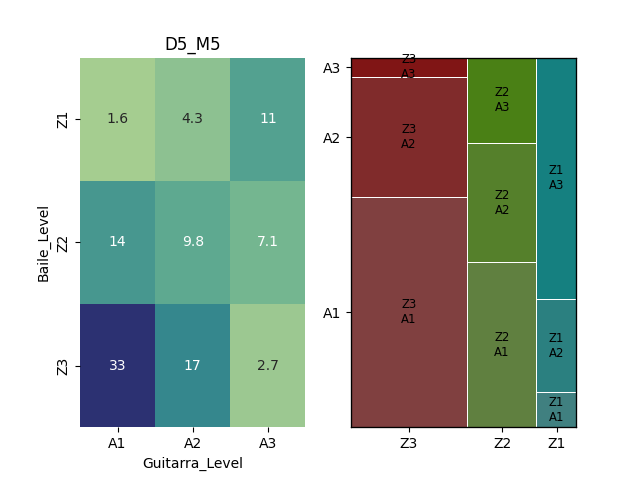 D5_M5
Baile_Level
Z1
1.6
4.3
11
Z2
14
9.8
7.1
Z3
33
17
2.7
A1
A2
A3
Guitarra_Level
A3
A2
A1
Z3
A3
Z3
A2
Z3
A1
Z2
A3
Z2
A2
Z2
A1
Z1
A3
Z1
A2
Z1
A1
Z3
Z2
Z1